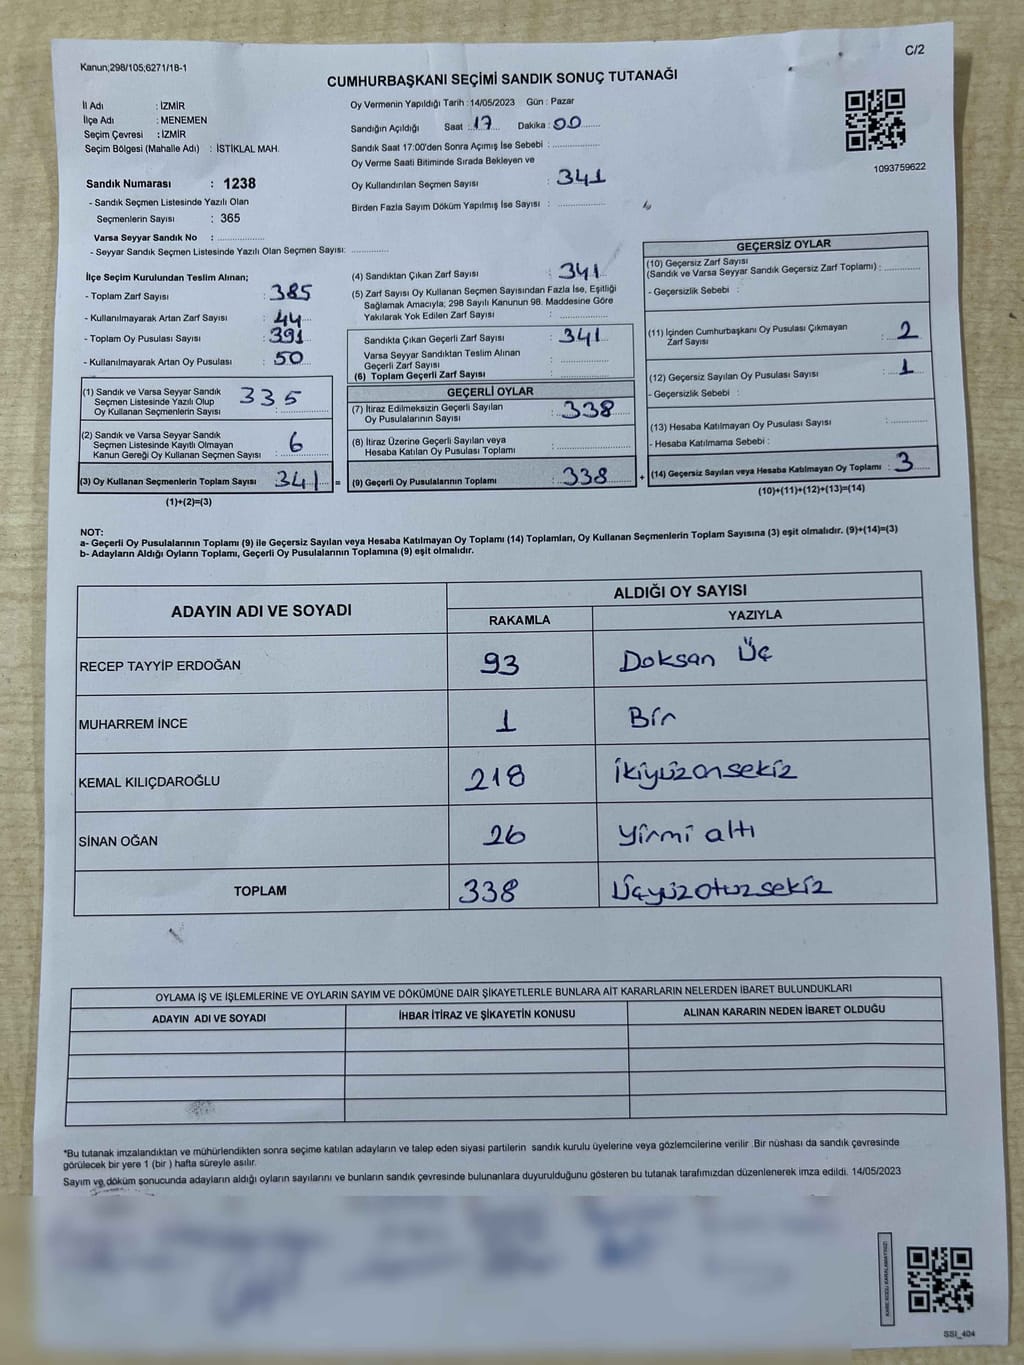 Kanun;298/105;6271/18-1
C/2
CUMHURBAŞKANI SEÇİMİ SANDIK SONUÇ TUTANAĞI
İl Adı : İZMİR
İlçe Adı : MENEMEN
Seçim Çevresi : İZMİR
Seçim Bölgesi (Mahalle Adı) : İSTİKLAL MAH.
Sandık Numarası : 1238
- Sandık Seçmen Listesinde Yazılı Olan
Seçmenlerin Sayısı : 365
Varsa Seyyar Sandık No :
- Seyyar Sandık Seçmen Listesinde Yazılı Olan Seçmen Sayısı:
Oy Vermenin Yapıldığı Tarih : 14/05/2023 Gün : Pazar
Sandığın Açıldığı Saat : 17 Dakika : 00
Sandık Saat 17:00'den Sonra Açımış İse Sebebi :
Oy Verme Saati Bitiminde Sırada Bekleyen ve
Oy Kullandırılan Seçmen Sayısı : 341
Birden Fazla Sayım Döküm Yapılmış İse Sayısı :
1093759622
İlçe Seçim Kurulundan Teslim Alınan;
- Toplam Zarf Sayısı : 385
- Kullanılmayarak Artan Zarf Sayısı : 44
- Toplam Oy Pusulası Sayısı : 391
- Kullanılmayarak Artan Oy Pusulası : 50
(1) Sandık ve Varsa Seyyar Sandık
Seçmen Listesinde Yazılı Olup
Oy Kullanan Seçmenlerin Sayısı : 335
(2) Sandık ve Varsa Seyyar Sandık
Seçmen Listesinde Kayıtlı Olmayan
Kanun Gereği Oy Kullanan Seçmen Sayısı : 6
(3) Oy Kullanan Seçmenlerin Toplam Sayısı : 341 =
(1)+(2)=(3)
(4) Sandıktan Çıkan Zarf Sayısı : 341
(5) Zarf Sayısı Oy Kullanan Seçmen Sayısından Fazla İse, Eşitliği
Sağlamak Amacıyla; 298 Sayılı Kanunun 98. Maddesine Göre
Yakılarak Yok Edilen Zarf Sayısı :
Sandıkta Çıkan Geçerli Zarf Sayısı : 341
Varsa Seyyar Sandıktan Teslim Alınan
Geçerli Zarf Sayısı :
(6) Toplam Geçerli Zarf Sayısı :
GEÇERLİ OYLAR
(7) İtiraz Edilmeksizin Geçerli Sayılan
Oy Pusulalarının Sayısı : 338
(8) İtiraz Üzerine Geçerli Sayılan veya
Hesaba Katılan Oy Pusulası Toplamı :
(9) Geçerli Oy Pusulalarının Toplamı : 338 +
GEÇERSİZ OYLAR
(10) Geçersiz Zarf Sayısı
(Sandık ve Varsa Seyyar Sandık Geçersiz Zarf Toplamı) :
- Geçersizlik Sebebi :
(11) İçinden Cumhurbaşkanı Oy Pusulası Çıkmayan
Zarf Sayısı : 2
(12) Geçersiz Sayılan Oy Pusulası Sayısı : 1
- Geçersizlik Sebebi :
(13) Hesaba Katılmayan Oy Pusulası Sayısı :
- Hesaba Katılmama Sebebi :
(14) Geçersiz Sayılan veya Hesaba Katılmayan Oy Toplamı : 3
(10)+(11)+(12)+(13)=(14)
NOT:
a- Geçerli Oy Pusulalarının Toplamı (9) ile Geçersiz Sayılan veya Hesaba Katılmayan Oy Toplamı (14) Toplamları, Oy Kullanan Seçmenlerin Toplam Sayısına (3) eşit olmalıdır. (9)+(14)=(3)
b- Adayların Aldığı Oyların Toplamı, Geçerli Oy Pusulalarının Toplamına (9) eşit olmalıdır.
ADAYIN ADI VE SOYADI
ALDIĞI OY SAYISI
RAKAMLA YAZIYLA
RECEP TAYYİP ERDOĞAN 93 Doksan Üç
MUHARREM İNCE 1 Bir
KEMAL KILIÇDAROĞLU 218 İkiyüzonsekiz
SİNAN OĞAN 26 Yirmi altı
TOPLAM 338 Üçyüzotuzsekiz
OYLAMA İŞ VE İŞLEMLERİNE VE OYLARIN SAYIM VE DÖKÜMÜNE DAİR ŞİKAYETLERLE BUNLARA AİT KARARLARIN NELERDEN İBARET BULUNDUKLARI
ADAYIN ADI VE SOYADI İHBAR İTİRAZ VE ŞİKAYETİN KONUSU ALINAN KARARIN NEDEN İBARET OLDUĞU
*Bu tutanak imzalandıktan ve mühürlendikten sonra seçime katılan adayların ve talep eden siyasi partilerin sandık kurulu üyelerine veya gözlemcilerine verilir .Bir nüshası da sandık çevresinde
görülecek bir yere 1 (bir ) hafta süreyle asılır.
Sayım ve döküm sonucunda adayların aldığı oyların sayılarını ve bunların sandık çevresinde bulunanlara duyurulduğunu gösteren bu tutanak tarafımızdan düzenlenerek imza edildi. 14/05/2023
KARE KODU KARALAMAYINIZ!
SSI_404